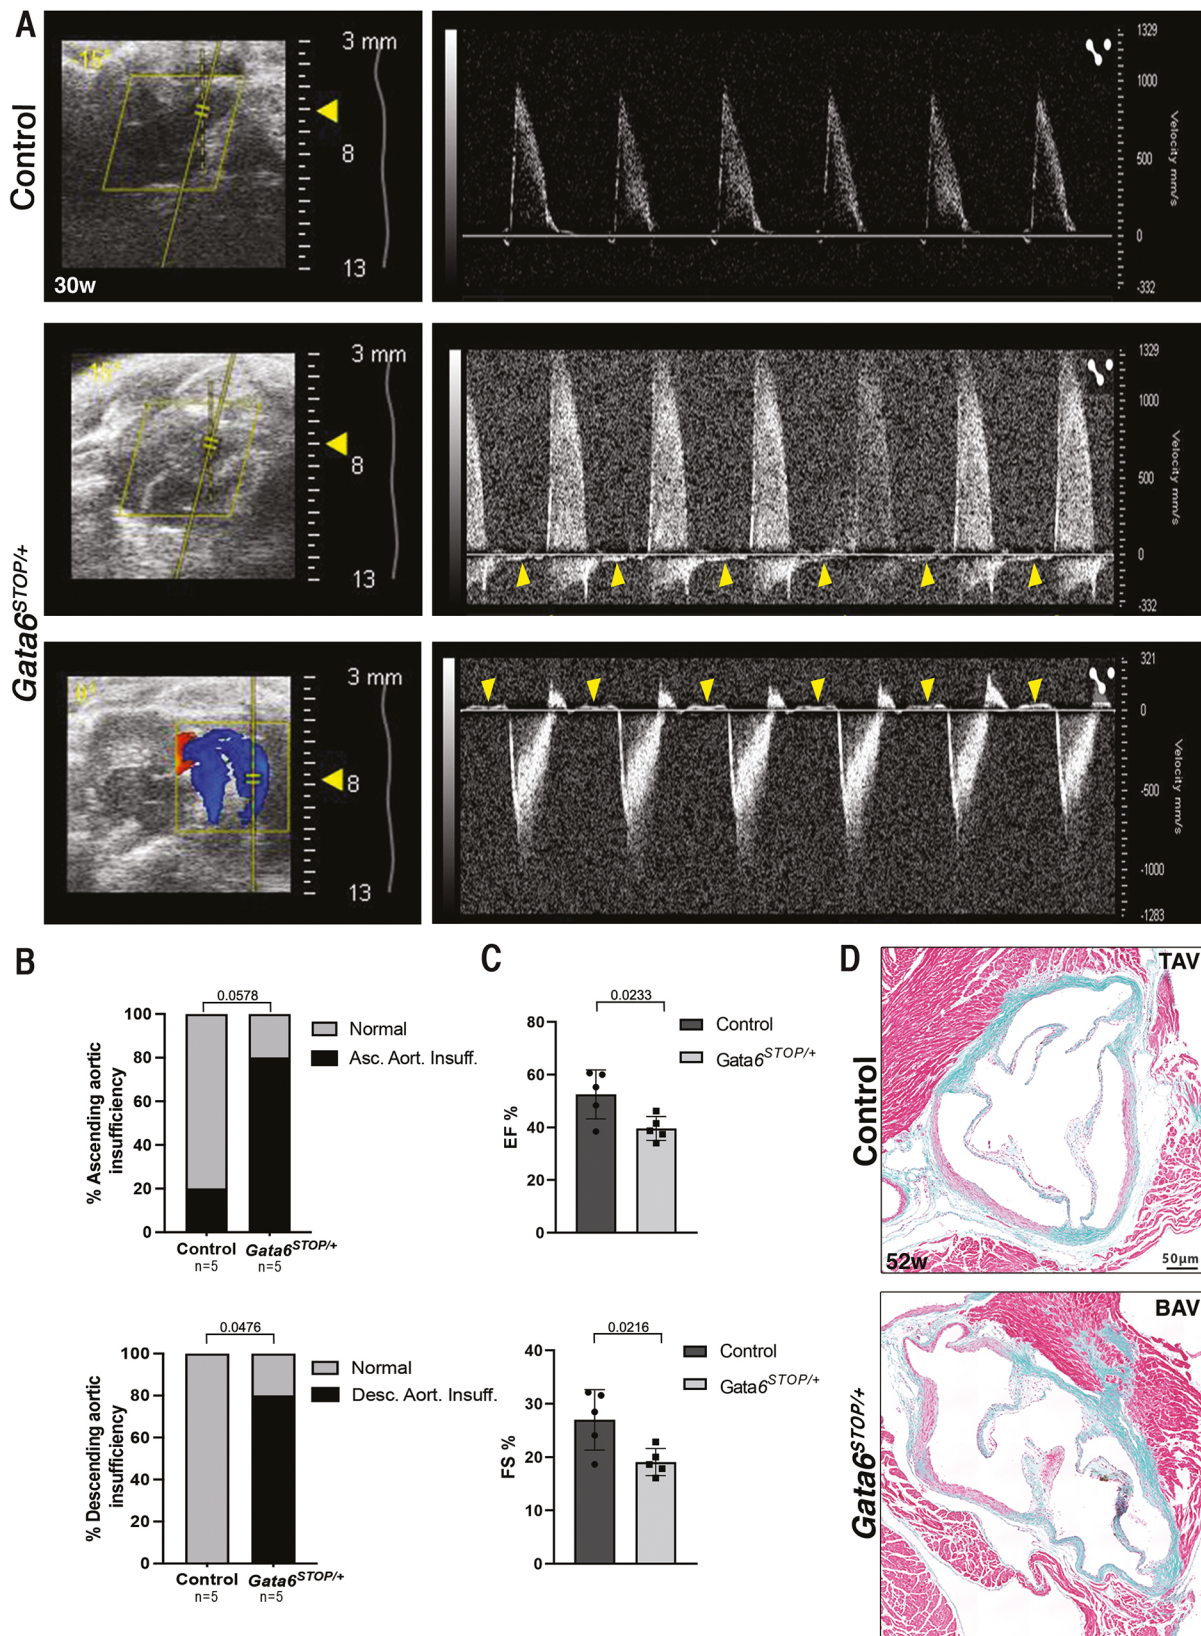 A
Control
15°
3 mm
8
13
30w
1329
1000
500
0
-332
Velocity mm/s
Gata6STOP/+
15°
3 mm
8
13
1329
1000
500
0
-332
Velocity mm/s
0°
3 mm
8
13
321
0
-500
-1000
-1283
Velocity mm/s
B
0.0578
100
80
60
40
20
0
% Ascending aortic
insufficiency
Normal
Asc. Aort. Insuff.
Control
n=5
Gata6STOP/+
n=5
0.0476
100
80
60
40
20
0
% Descending aortic
insufficiency
Normal
Desc. Aort. Insuff.
Control
n=5
Gata6STOP/+
n=5
C
0.0233
80
60
40
20
0
EF %
Control
Gata6STOP/+
0.0216
40
30
20
10
0
FS %
Control
Gata6STOP/+
D
TAV
Control
52w
50µm
BAV
Gata6STOP/+